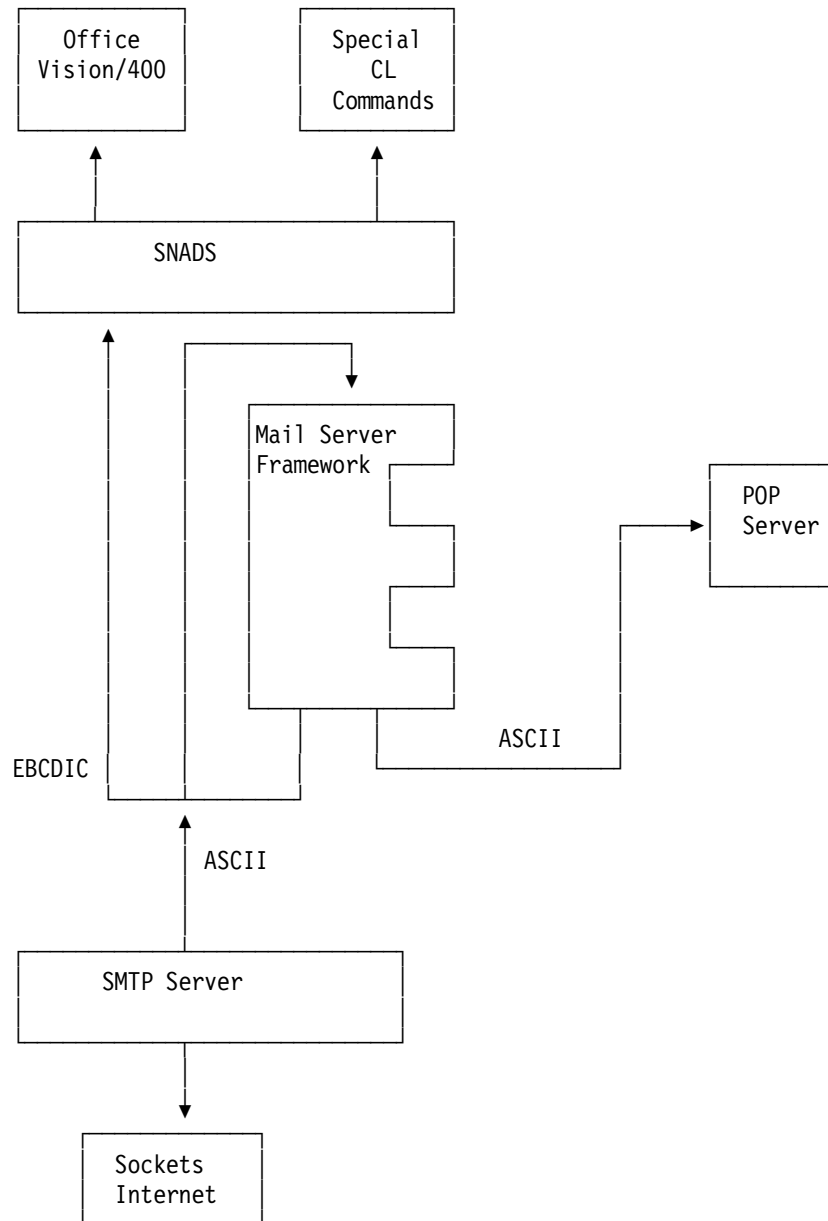 Office
Vision/400
Special
CL
Commands
SNADS
Mail Server
Framework
POP
Server
ASCII
EBCDIC
ASCII
SMTP Server
Sockets
Internet